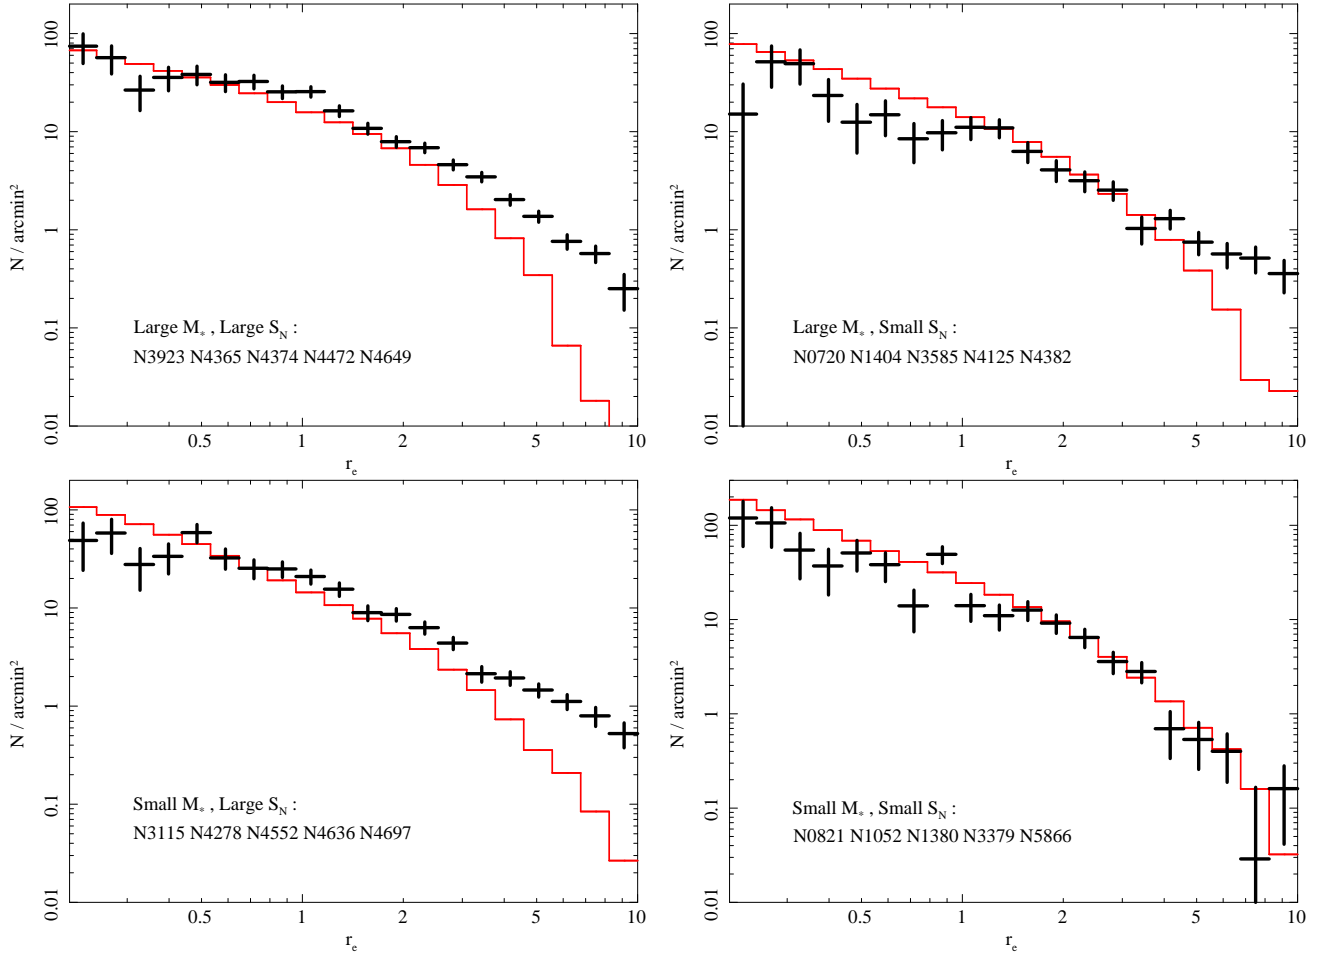 100
10
1
0.1
0.01
N / arcmin²
Large M* , Large S_N :
N3923 N4365 N4374 N4472 N4649
0.5 1 2 5 10
r_e
100
10
1
0.1
0.01
N / arcmin²
Large M* , Small S_N :
N0720 N1404 N3585 N4125 N4382
0.5 1 2 5 10
r_e
100
10
1
0.1
0.01
N / arcmin²
Small M* , Large S_N :
N3115 N4278 N4552 N4636 N4697
0.5 1 2 5 10
r_e
100
10
1
0.1
0.01
N / arcmin²
Small M* , Small S_N :
N0821 N1052 N1380 N3379 N5866
0.5 1 2 5 10
r_e